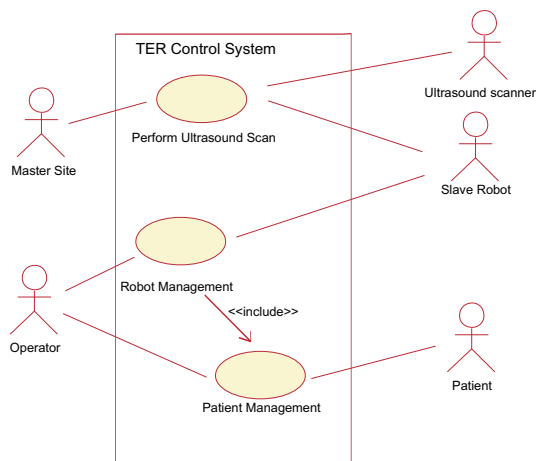 TER Control System
Ultrasound scanner
Perform Ultrasound Scan
Master Site
Slave Robot
Robot Management
<<include>>
Operator
Patient
Patient Management